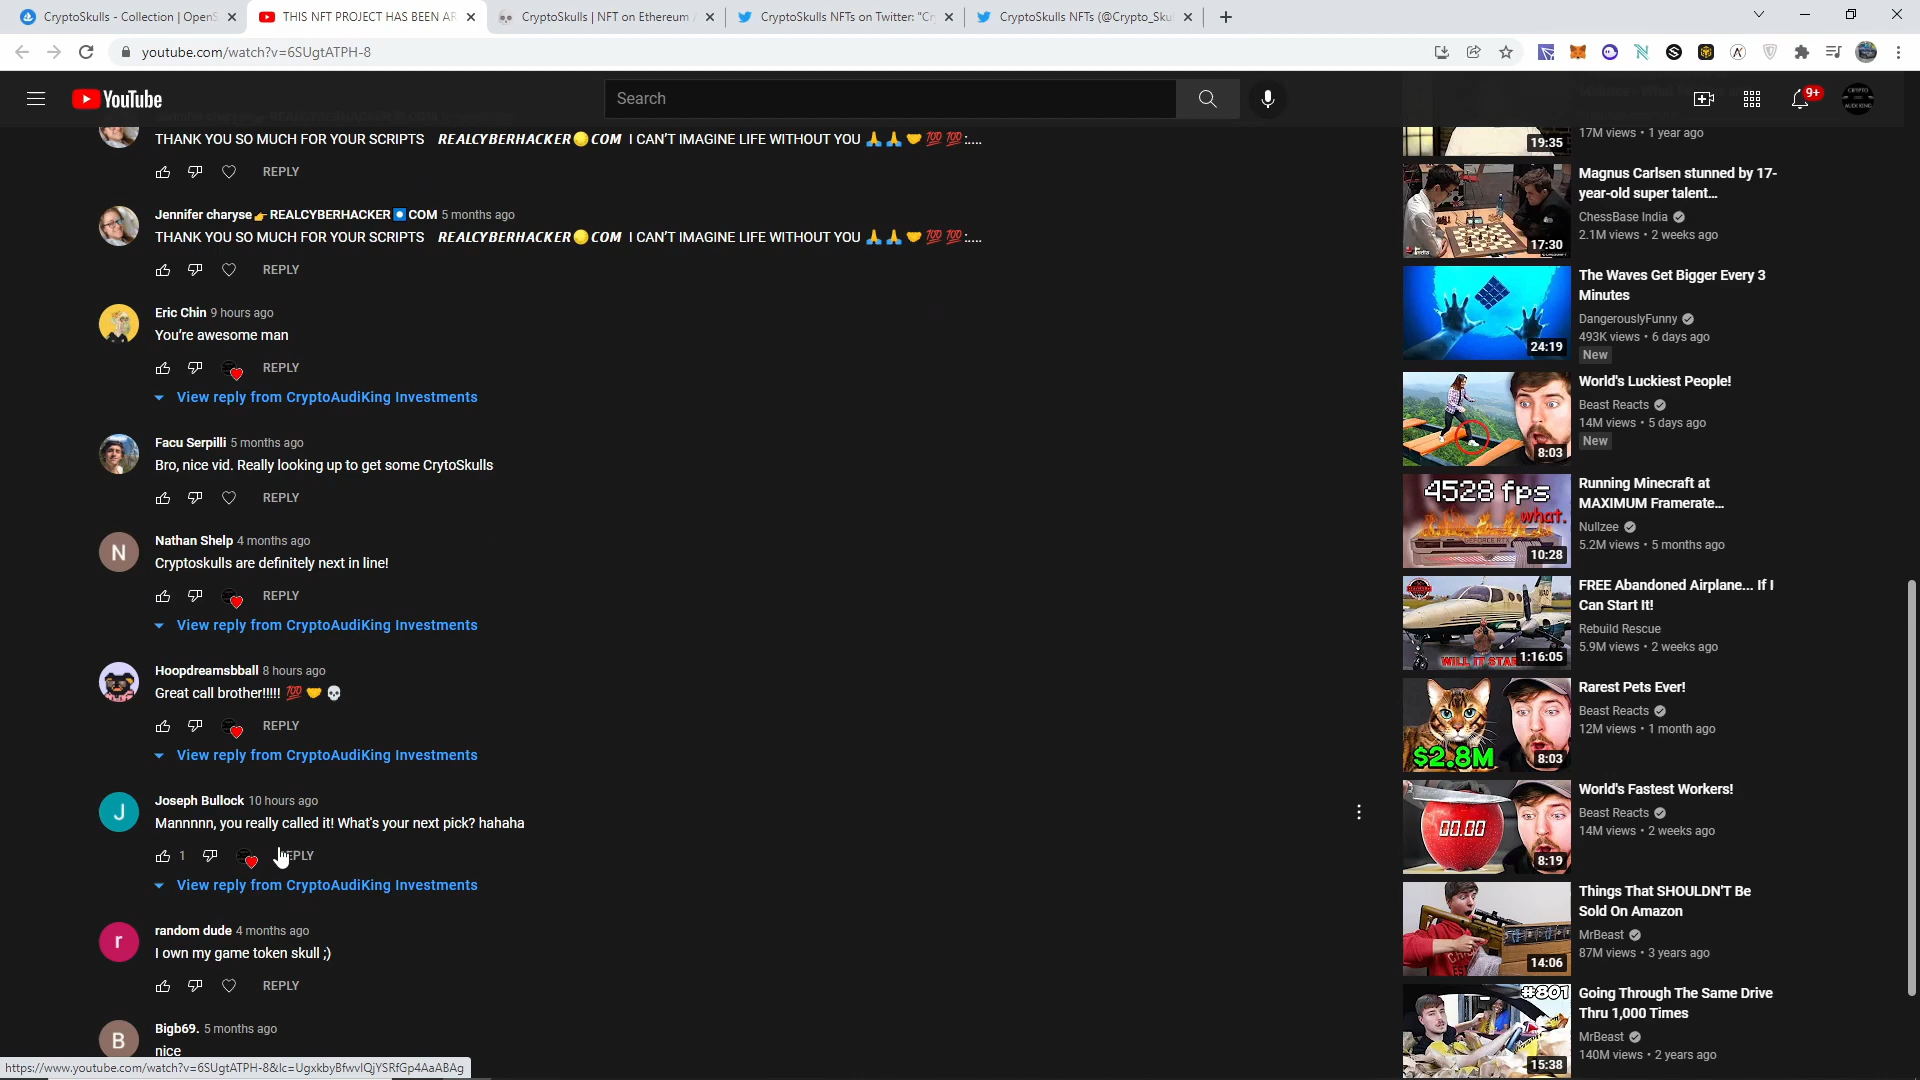 CryptoSkulls - Collection | OpenS
THIS NFT PROJECT HAS BEEN AR
CryptoSkulls | NFT on Ethereum
CryptoSkulls NFTs on Twitter: "Cr
CryptoSkulls NFTs (@Crypto_Sku
youtube.com/watch?v=6SUgtATPH-8
YouTube
Search
9+
THANK YOU SO MUCH FOR YOUR SCRIPTS REALCYBERHACKER🟡COM I CAN'T IMAGINE LIFE WITHOUT YOU 🙏 🙏 🤝 💯 💯 :....
REPLY
Jennifer charyse 👉 REALCYBERHACKER⏺️COM 5 months ago
THANK YOU SO MUCH FOR YOUR SCRIPTS REALCYBERHACKER🟡COM I CAN'T IMAGINE LIFE WITHOUT YOU 🙏 🙏 🤝 💯 💯 :....
REPLY
Eric Chin 9 hours ago
You're awesome man
REPLY
View reply from CryptoAudiKing Investments
Facu Serpilli 5 months ago
Bro, nice vid. Really looking up to get some CrytoSkulls
REPLY
N
Nathan Shelp 4 months ago
Cryptoskulls are definitely next in line!
REPLY
View reply from CryptoAudiKing Investments
Hoopdreamsbball 8 hours ago
Great call brother!!!!! 💯 🤝 💀
REPLY
View reply from CryptoAudiKing Investments
J
Joseph Bullock 10 hours ago
Mannnnn, you really called it! What's your next pick? hahaha
1
EPLY
View reply from CryptoAudiKing Investments
r
random dude 4 months ago
I own my game token skull ;)
REPLY
B
Bigb69. 5 months ago
nice
https://www.youtube.com/watch?v=6SUgtATPH-8&lc=UgxkbyBfwvIQjYSRfGp4AaABAg
19:35
17M views • 1 year ago
17:30
Magnus Carlsen stunned by 17-
year-old super talent...
ChessBase India
2.1M views • 2 weeks ago
24:19
The Waves Get Bigger Every 3
Minutes
DangerouslyFunny
493K views • 6 days ago
New
8:03
World's Luckiest People!
Beast Reacts
14M views • 5 days ago
New
4528 fps
what.
GEFORCE RTX
10:28
Running Minecraft at
MAXIMUM Framerate...
Nullzee
5.2M views • 5 months ago
WILL IT STAR
1:16:05
FREE Abandoned Airplane... If I
Can Start It!
Rebuild Rescue
5.9M views • 2 weeks ago
$2.8M
8:03
Rarest Pets Ever!
Beast Reacts
12M views • 1 month ago
00.00
8:19
World's Fastest Workers!
Beast Reacts
14M views • 2 weeks ago
14:06
Things That SHOULDN'T Be
Sold On Amazon
MrBeast
87M views • 3 years ago
#801
15:38
Going Through The Same Drive
Thru 1,000 Times
MrBeast
140M views • 2 years ago